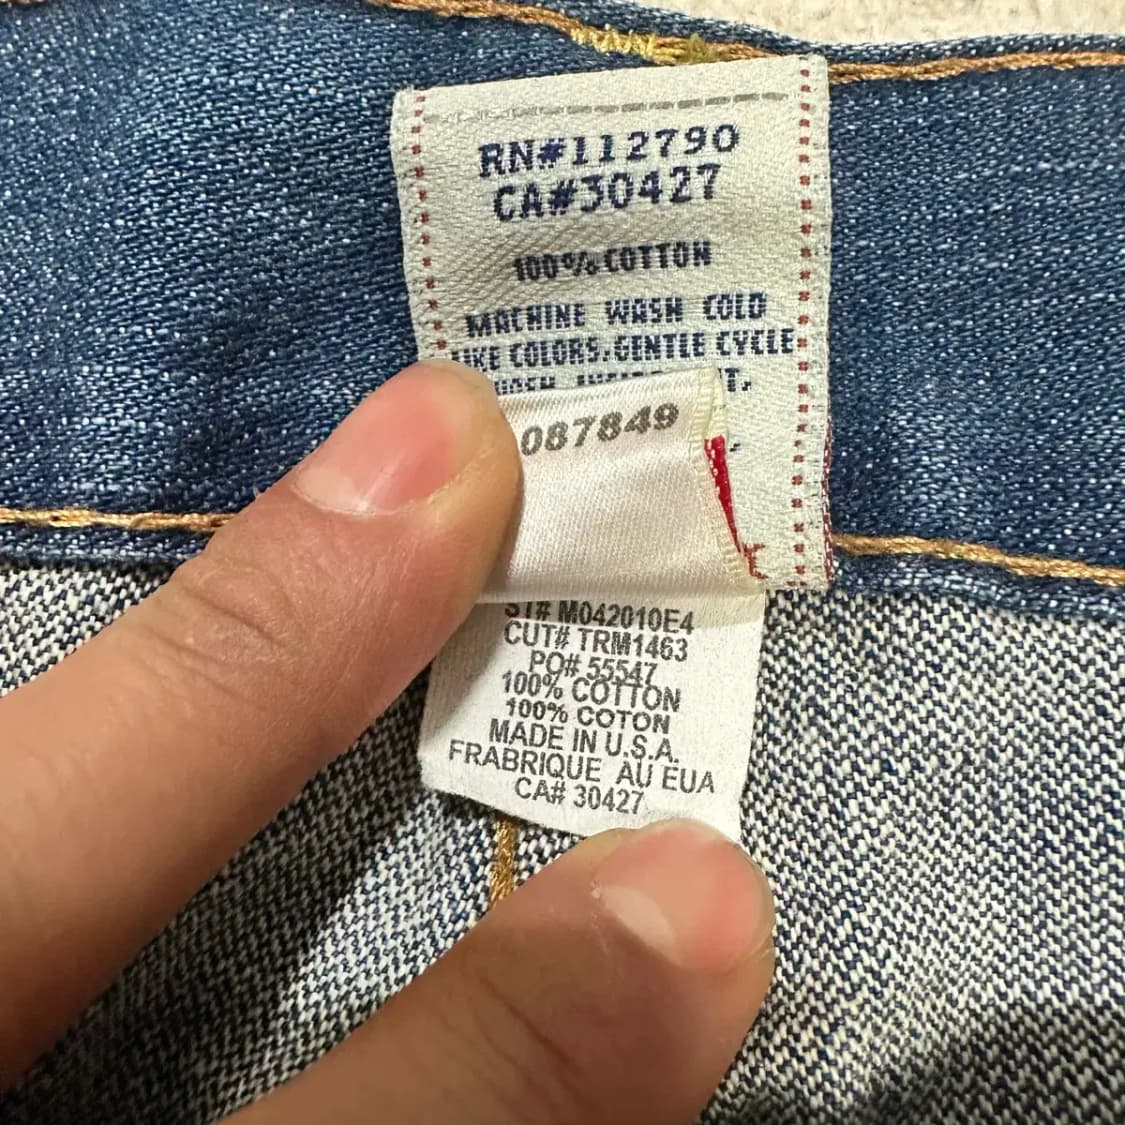 RN#112790
CA#30427
100% COTTON
MACHINE WASH COLD
LIKE COLORS. GENTLE CYCLE
087849
ST# M042010E4
CUT# TRM1463
PO# 55547
100% COTTON
100% COTON
MADE IN U.S.A.
FRABRIQUE AU EUA
CA# 30427